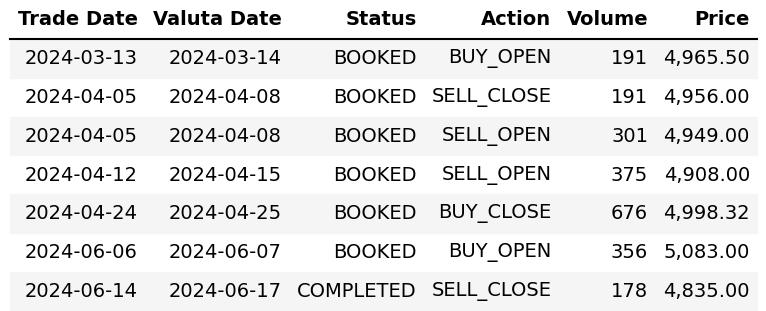 Trade Date Valuta Date Status Action Volume Price
2024-03-13 2024-03-14 BOOKED BUY_OPEN 191 4,965.50
2024-04-05 2024-04-08 BOOKED SELL_CLOSE 191 4,956.00
2024-04-05 2024-04-08 BOOKED SELL_OPEN 301 4,949.00
2024-04-12 2024-04-15 BOOKED SELL_OPEN 375 4,908.00
2024-04-24 2024-04-25 BOOKED BUY_CLOSE 676 4,998.32
2024-06-06 2024-06-07 BOOKED BUY_OPEN 356 5,083.00
2024-06-14 2024-06-17 COMPLETED SELL_CLOSE 178 4,835.00